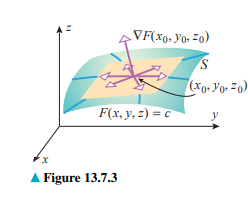 z
∇F(x₀, y₀, z₀)
S
(x₀, y₀, z₀)
F(x, y, z) = c
y
x
▲ Figure 13.7.3